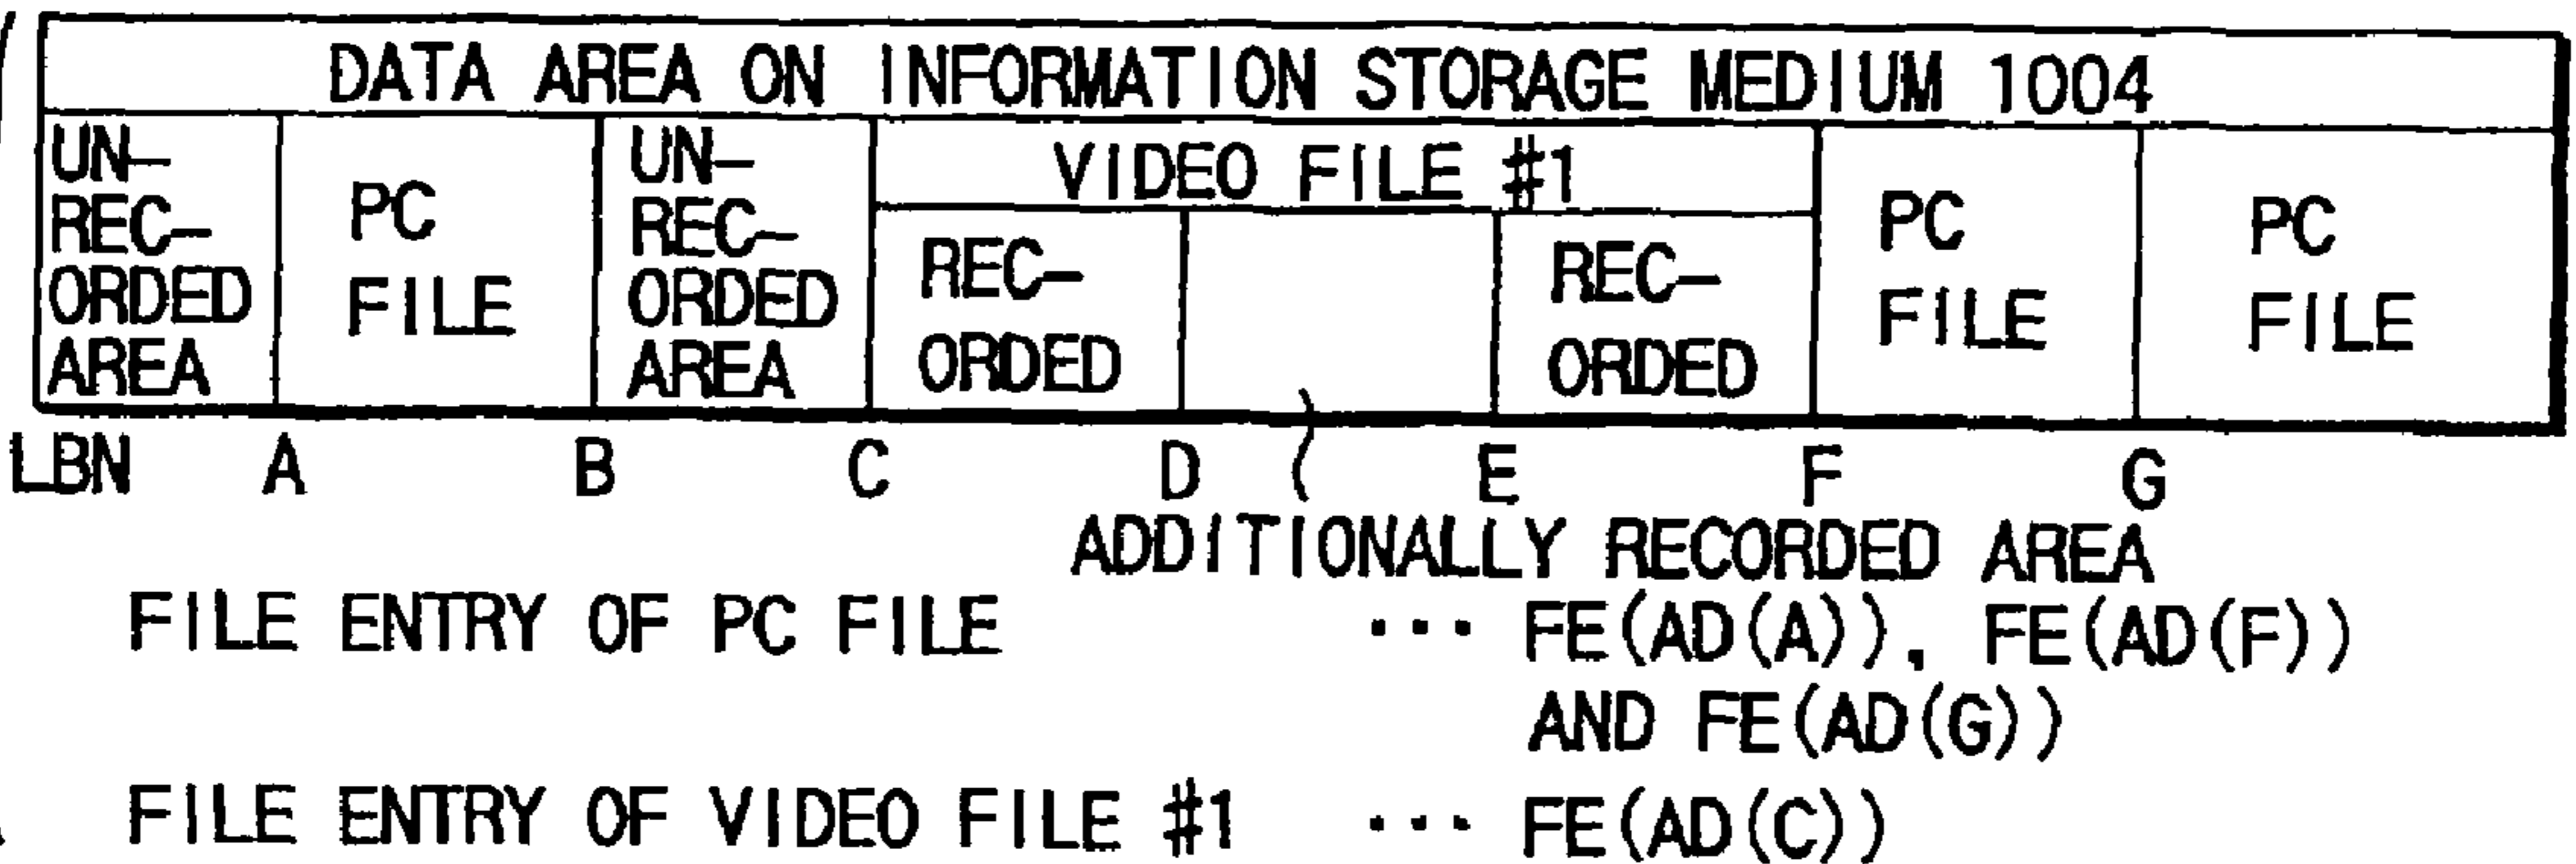 DATA AREA ON INFORMATION STORAGE MEDIUM 1004
UN-
REC-
ORDED
AREA
PC
FILE
UN-
REC-
ORDED
AREA
VIDEO FILE #1
REC-
ORDED
REC-
ORDED
PC
FILE
PC
FILE
LBN A B C D E F G
ADDITIONALLY RECORDED AREA
FILE ENTRY OF PC FILE ··· FE(AD(A)), FE(AD(F))
AND FE(AD(G))
FILE ENTRY OF VIDEO FILE #1 ··· FE(AD(C))